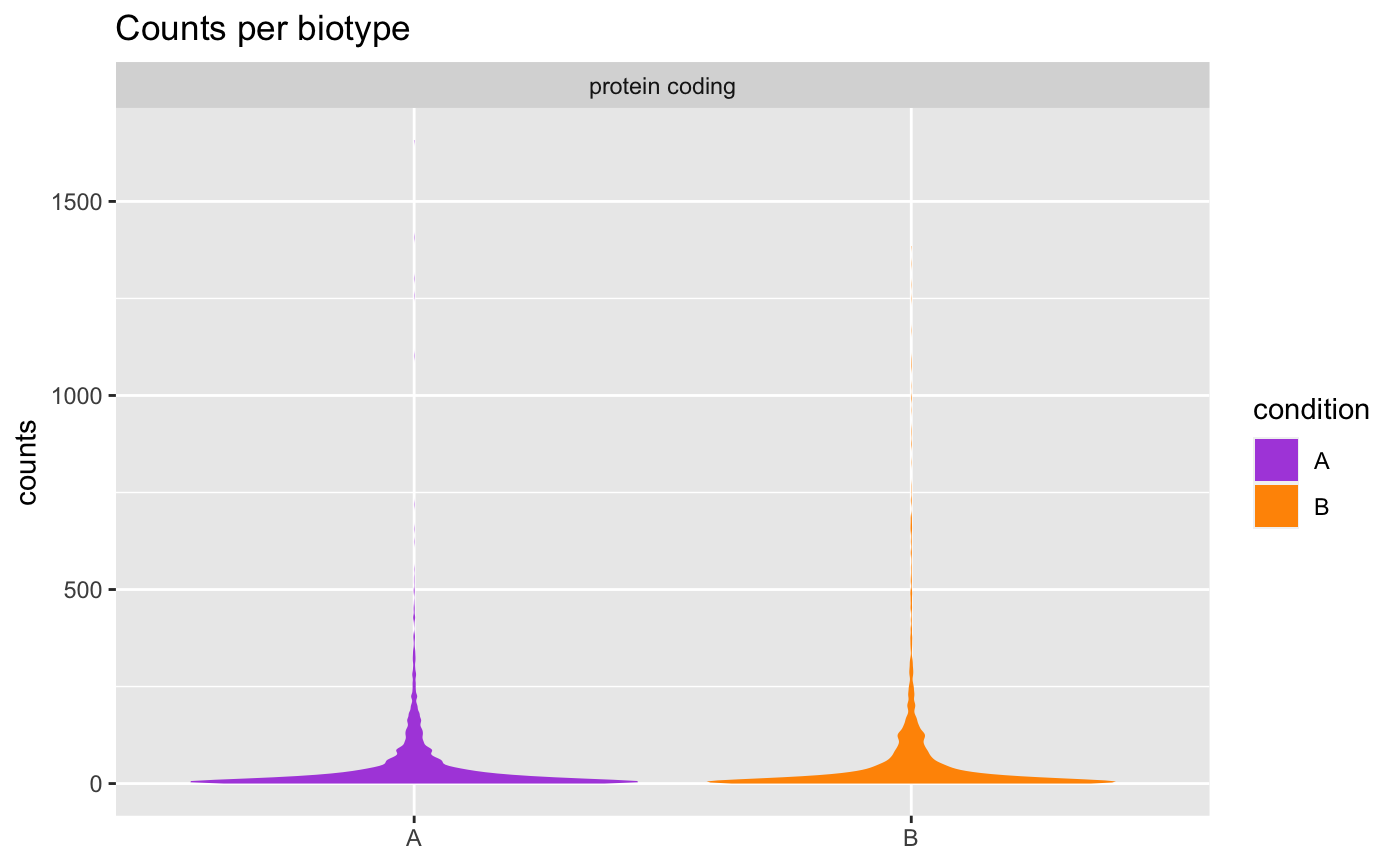 Counts per biotype
protein coding
1500
1000
500
0
counts
A
B
condition
A
B